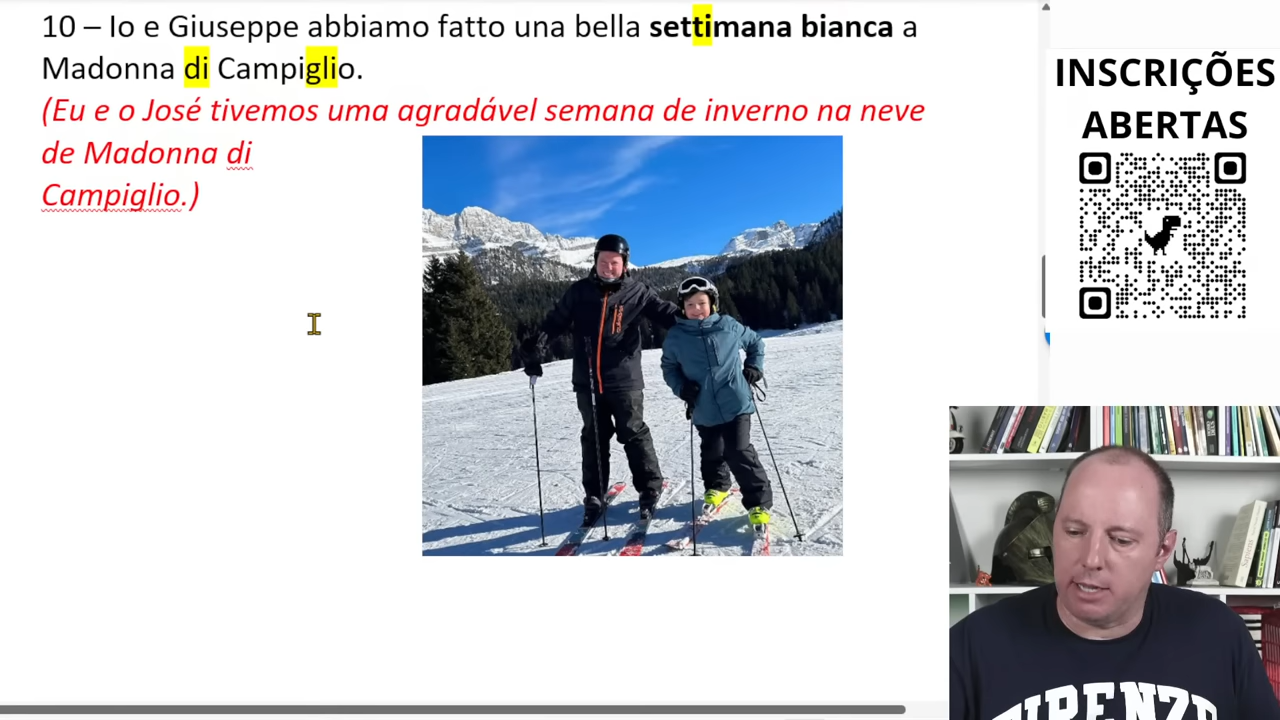 10 – Io e Giuseppe abbiamo fatto una bella settimana bianca a
Madonna di Campiglio.
(Eu e o José tivemos uma agradável semana de inverno na neve
de Madonna di
Campiglio.)
INSCRIÇÕES
ABERTAS
FIRENZE